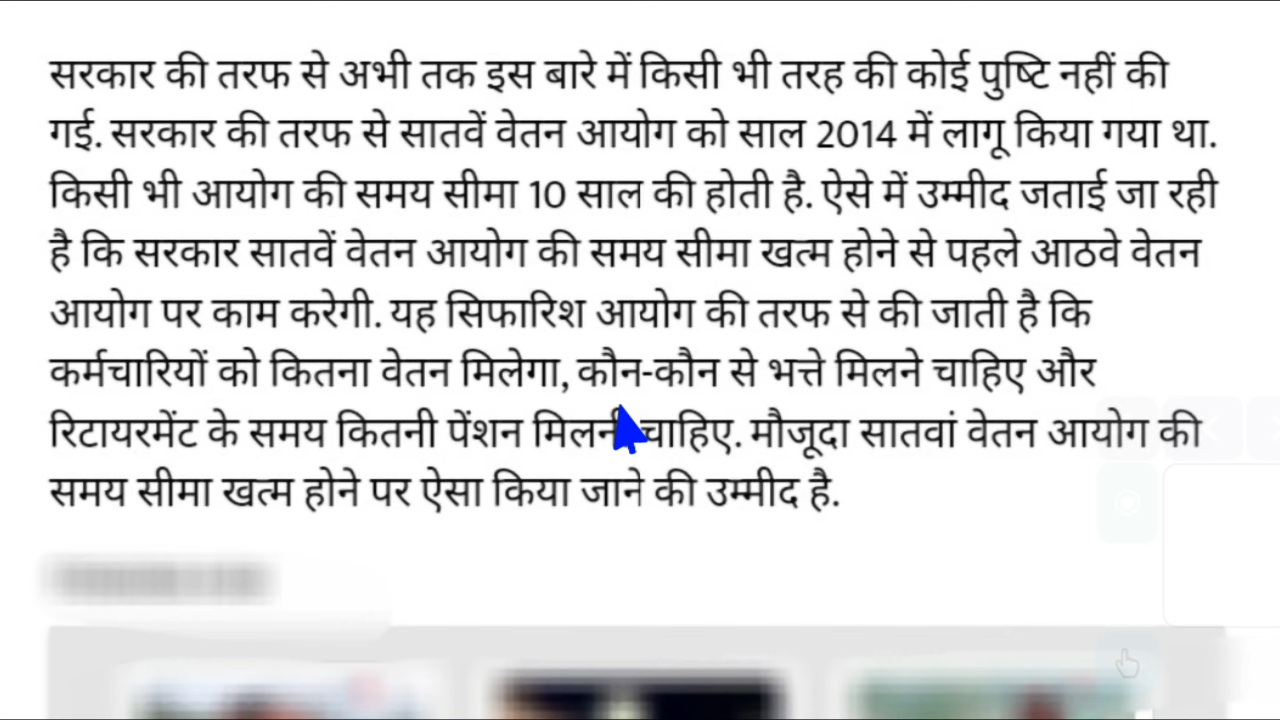 सरकार की तरफ से अभी तक इस बारे में किसी भी तरह की कोई पुष्टि नहीं की
गई. सरकार की तरफ से सातवें वेतन आयोग को साल 2014 में लागू किया गया था.
किसी भी आयोग की समय सीमा 10 साल की होती है. ऐसे में उम्मीद जताई जा रही
है कि सरकार सातवें वेतन आयोग की समय सीमा खत्म होने से पहले आठवे वेतन
आयोग पर काम करेगी. यह सिफारिश आयोग की तरफ से की जाती है कि
कर्मचारियों को कितना वेतन मिलेगा, कौन-कौन से भत्ते मिलने चाहिए और
रिटायरमेंट के समय कितनी पेंशन मिलनी चाहिए. मौजूदा सातवां वेतन आयोग की
समय सीमा खत्म होने पर ऐसा किया जाने की उम्मीद है.